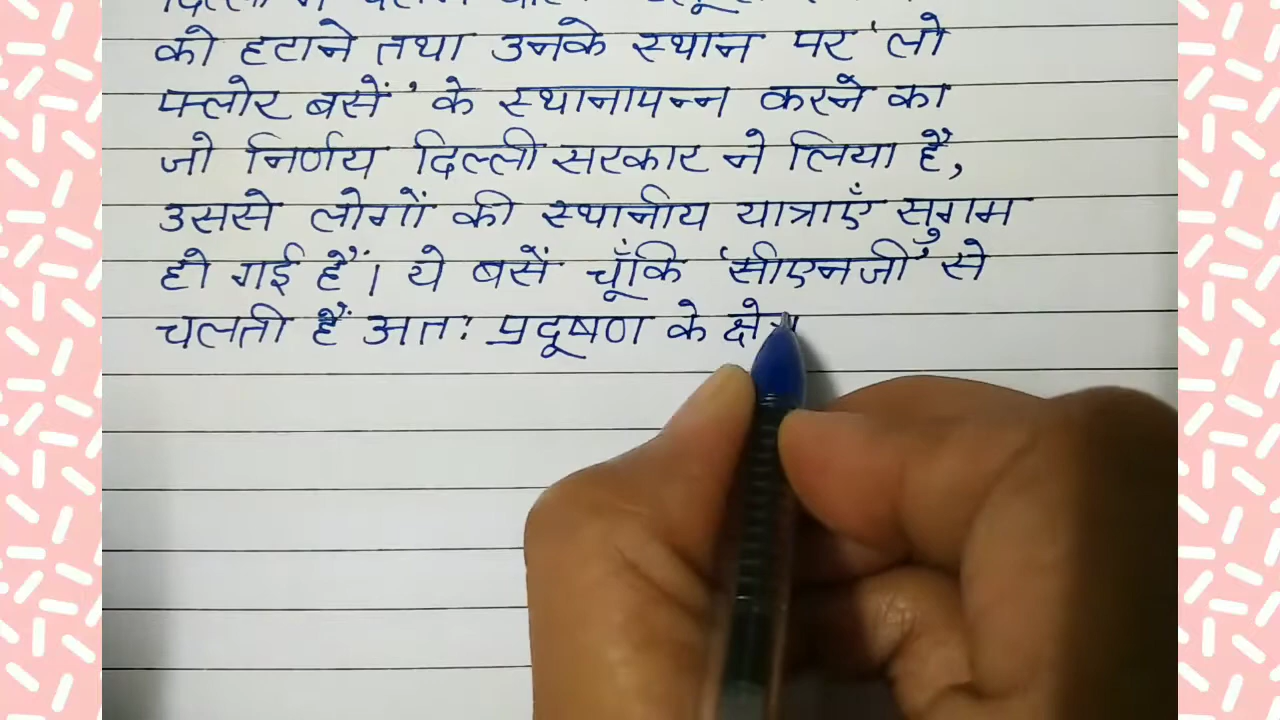 को हटाने तथा उनके स्थान पर 'लो
फ्लोर बसें' के स्थानापन्न करने का
जो निर्णय दिल्ली सरकार ने लिया है,
उससे लोगों की स्थानीय यात्राएँ सुगम
हो गई हैं। ये बसें चूँकि 'सीएनजी' से
चलती हैं अतः प्रदूषण के